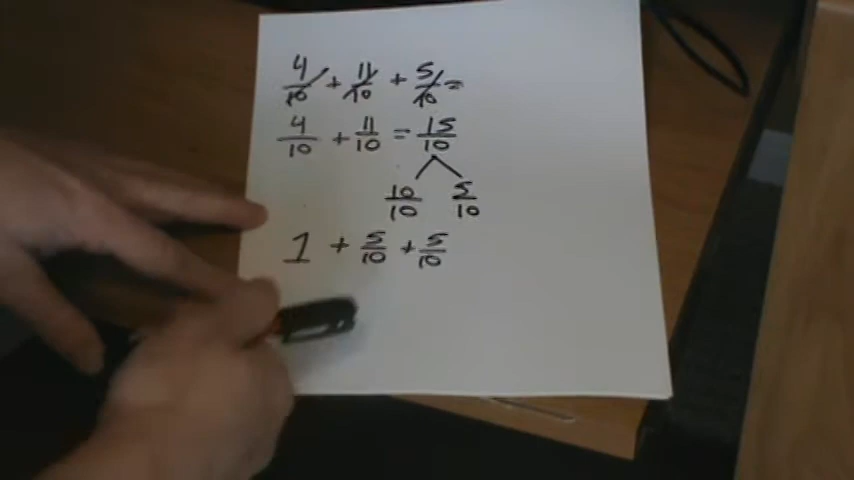 4/10 + 11/10 + 5/10 =
4/10 + 11/10 = 15/10
10/10 5/10
1 + 5/10 + 5/10